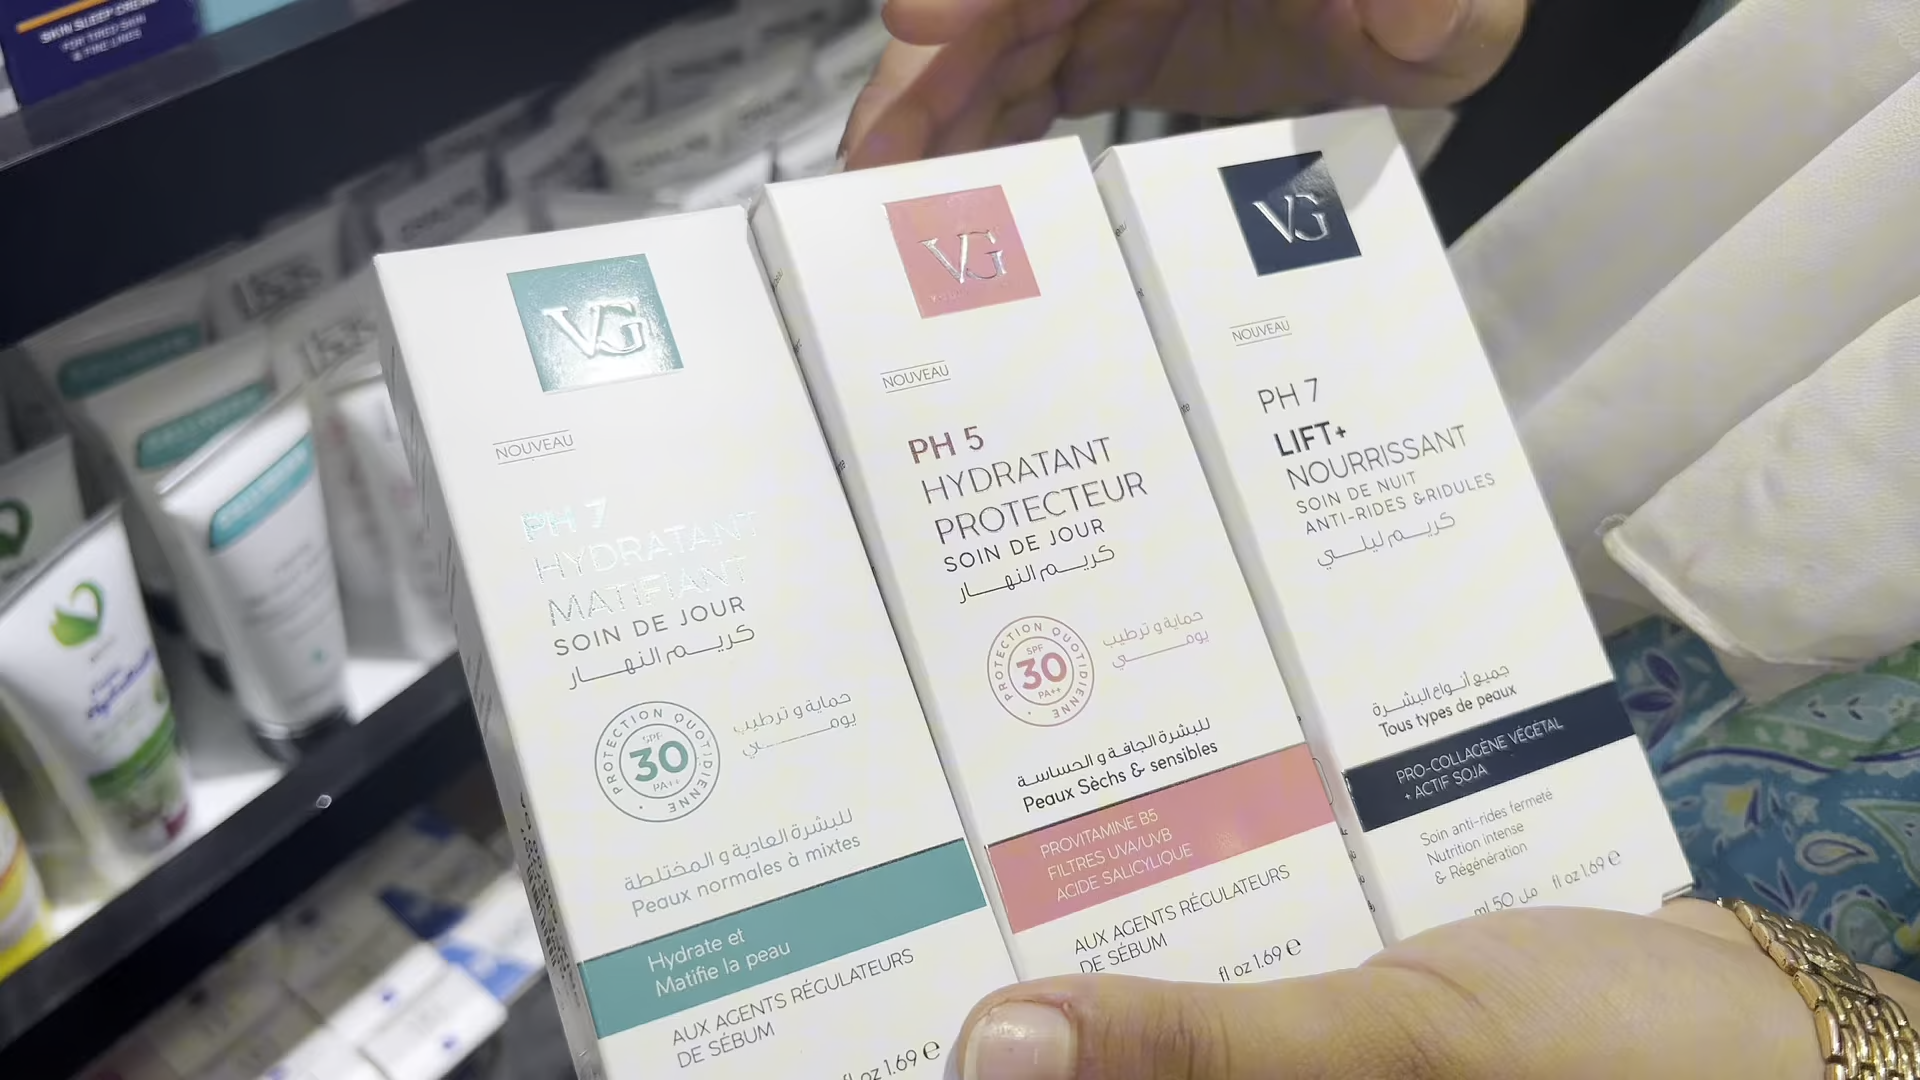 SKIN SLEEP CREAM
FOR TIRED SKIN
& FINE LINES
VG
NOUVEAU
PH 7
HYDRATANT
MATIFIANT
SOIN DE JOUR
كريم النهار
PROTECTION QUOTIDIENNE
SPF
30
PA++
حماية و ترطيب
يومي
للبشرة العادية و المختلطة
Peaux normales à mixtes
Hydrate et
Matifie la peau
AUX AGENTS RÉGULATEURS
DE SÉBUM
fl oz 1.69 e
VG
NOUVEAU
PH 5
HYDRATANT
PROTECTEUR
SOIN DE JOUR
كريم النهار
PROTECTION QUOTIDIENNE
SPF
30
PA++
حماية و ترطيب
يومي
للبشرة الجافة و الحساسة
Peaux Sèchs & sensibles
PROVITAMINE B5
FILTRES UVA/UVB
ACIDE SALICYLIQUE
AUX AGENTS RÉGULATEURS
DE SÉBUM
fl oz 1.69 e
VG
NOUVEAU
PH 7
LIFT+
NOURRISSANT
SOIN DE NUIT
ANTI-RIDES & RIDULES
كريم ليلي
جميع أنواع البشرة
Tous types de peaux
PRO-COLLAGÈNE VÉGÉTAL
+ ACTIF SOJA
Soin anti-rides fermeté
Nutrition intense
& Régénération
ml 50 مل fl oz 1.69 e